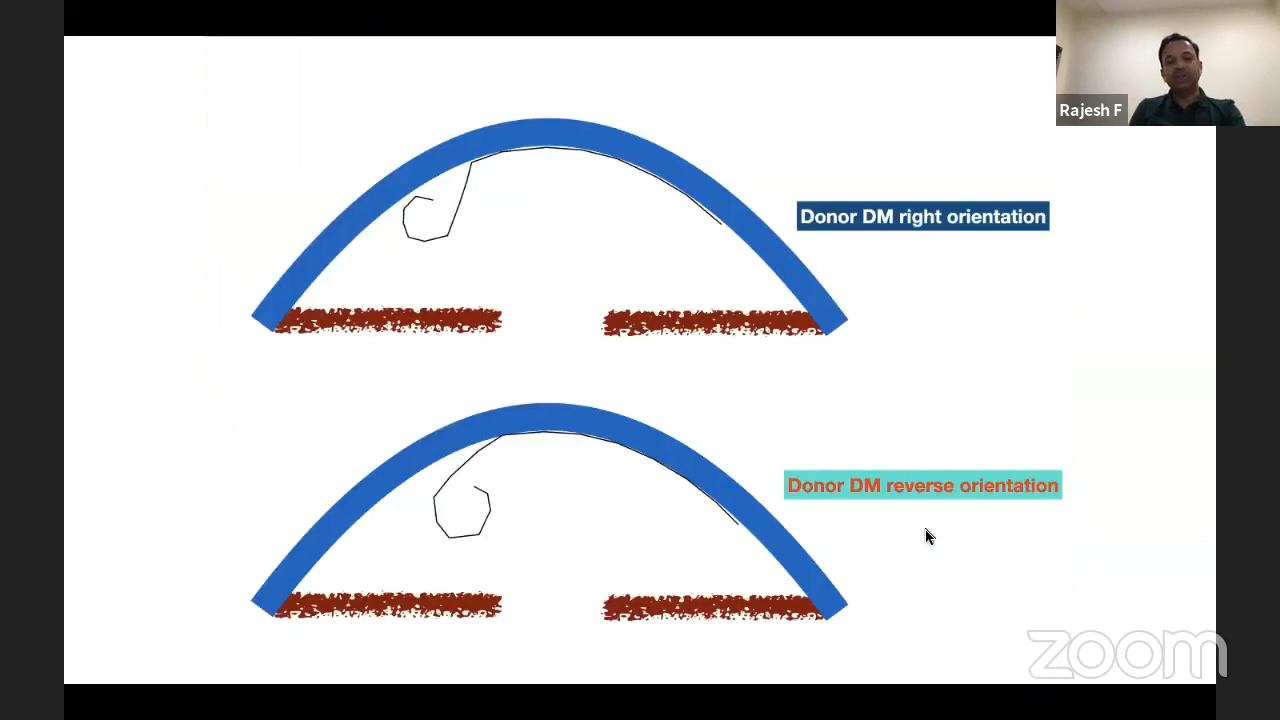 Rajesh F
Donor DM right orientation
Donor DM reverse orientation
zoom